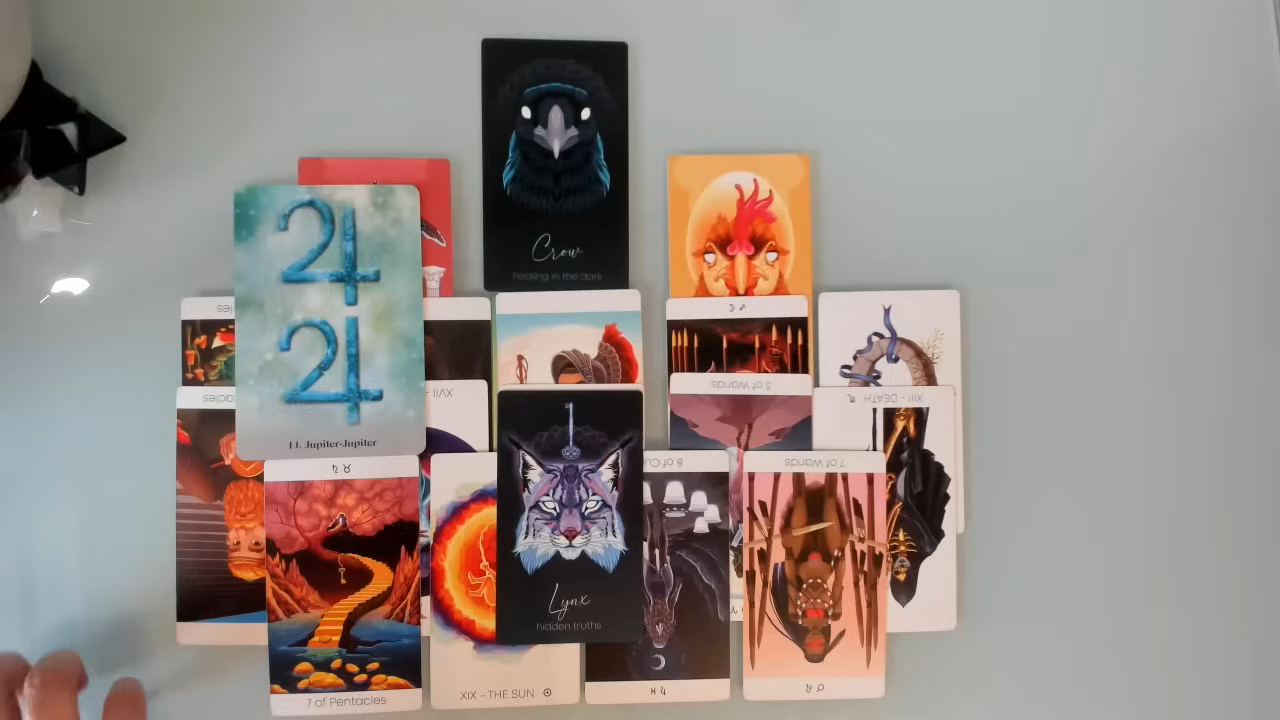 Crow
healing in the dark
11. Jupiter-Jupiter
3 of Wands
XIII - DEATH
XVII -
8 of Cu
7 of Wands
Lynx
hidden truths
XIX - THE SUN
7 of Pentacles